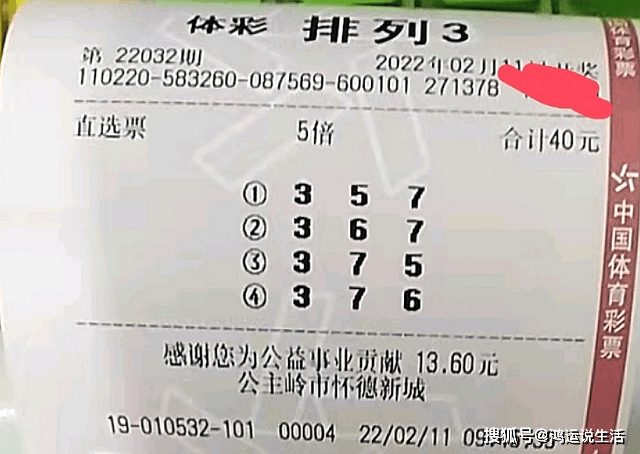 体彩 排列3
第 22032期 2022年02月11
110220-583260-087569-600101 271378
直选票 5倍 合计40元
① 3 5 7
② 3 6 7
③ 3 7 5
④ 3 7 6
感谢您为公益事业贡献 13.60元
公主岭市怀德新城
19-010532-101 00004 22/02/11
体育彩票
中国体育彩票
搜狐号@鸿运说生活